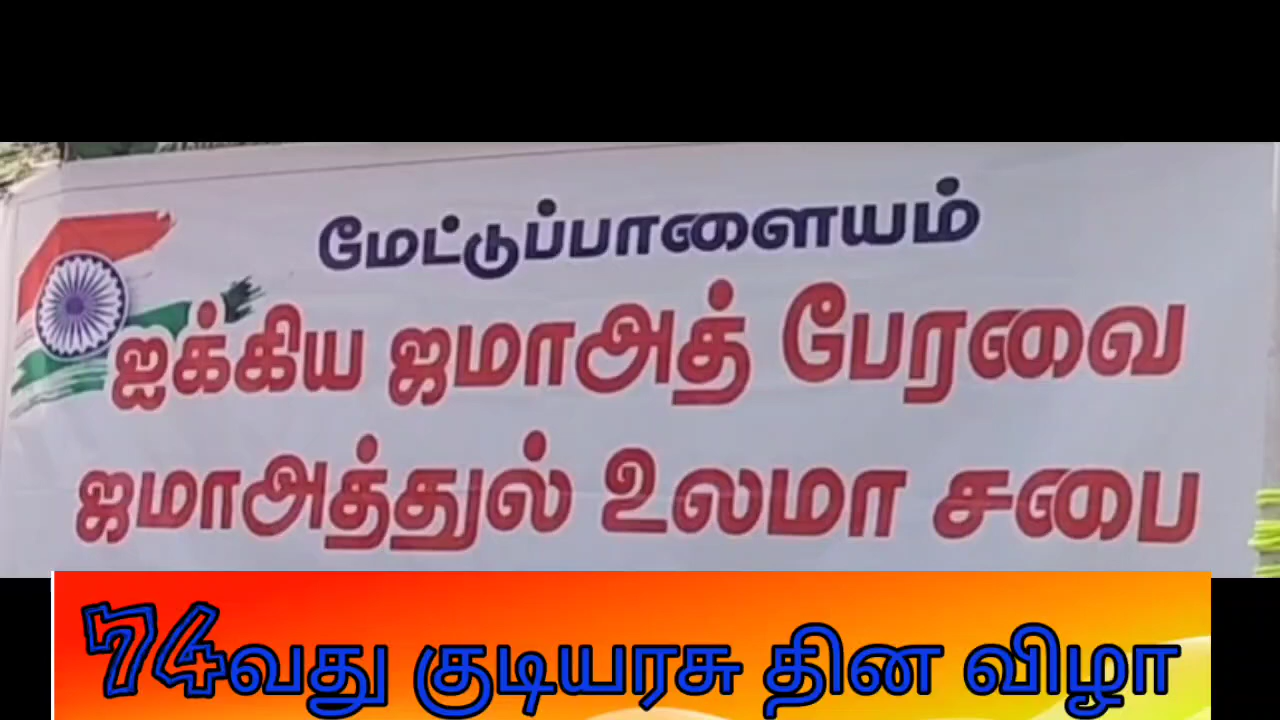 மேட்டுப்பாளையம்
ஐக்கிய ஜமாஅத் பேரவை
ஜமாஅத்துல் உலமா சபை
74வது குடியரசு தின விழா